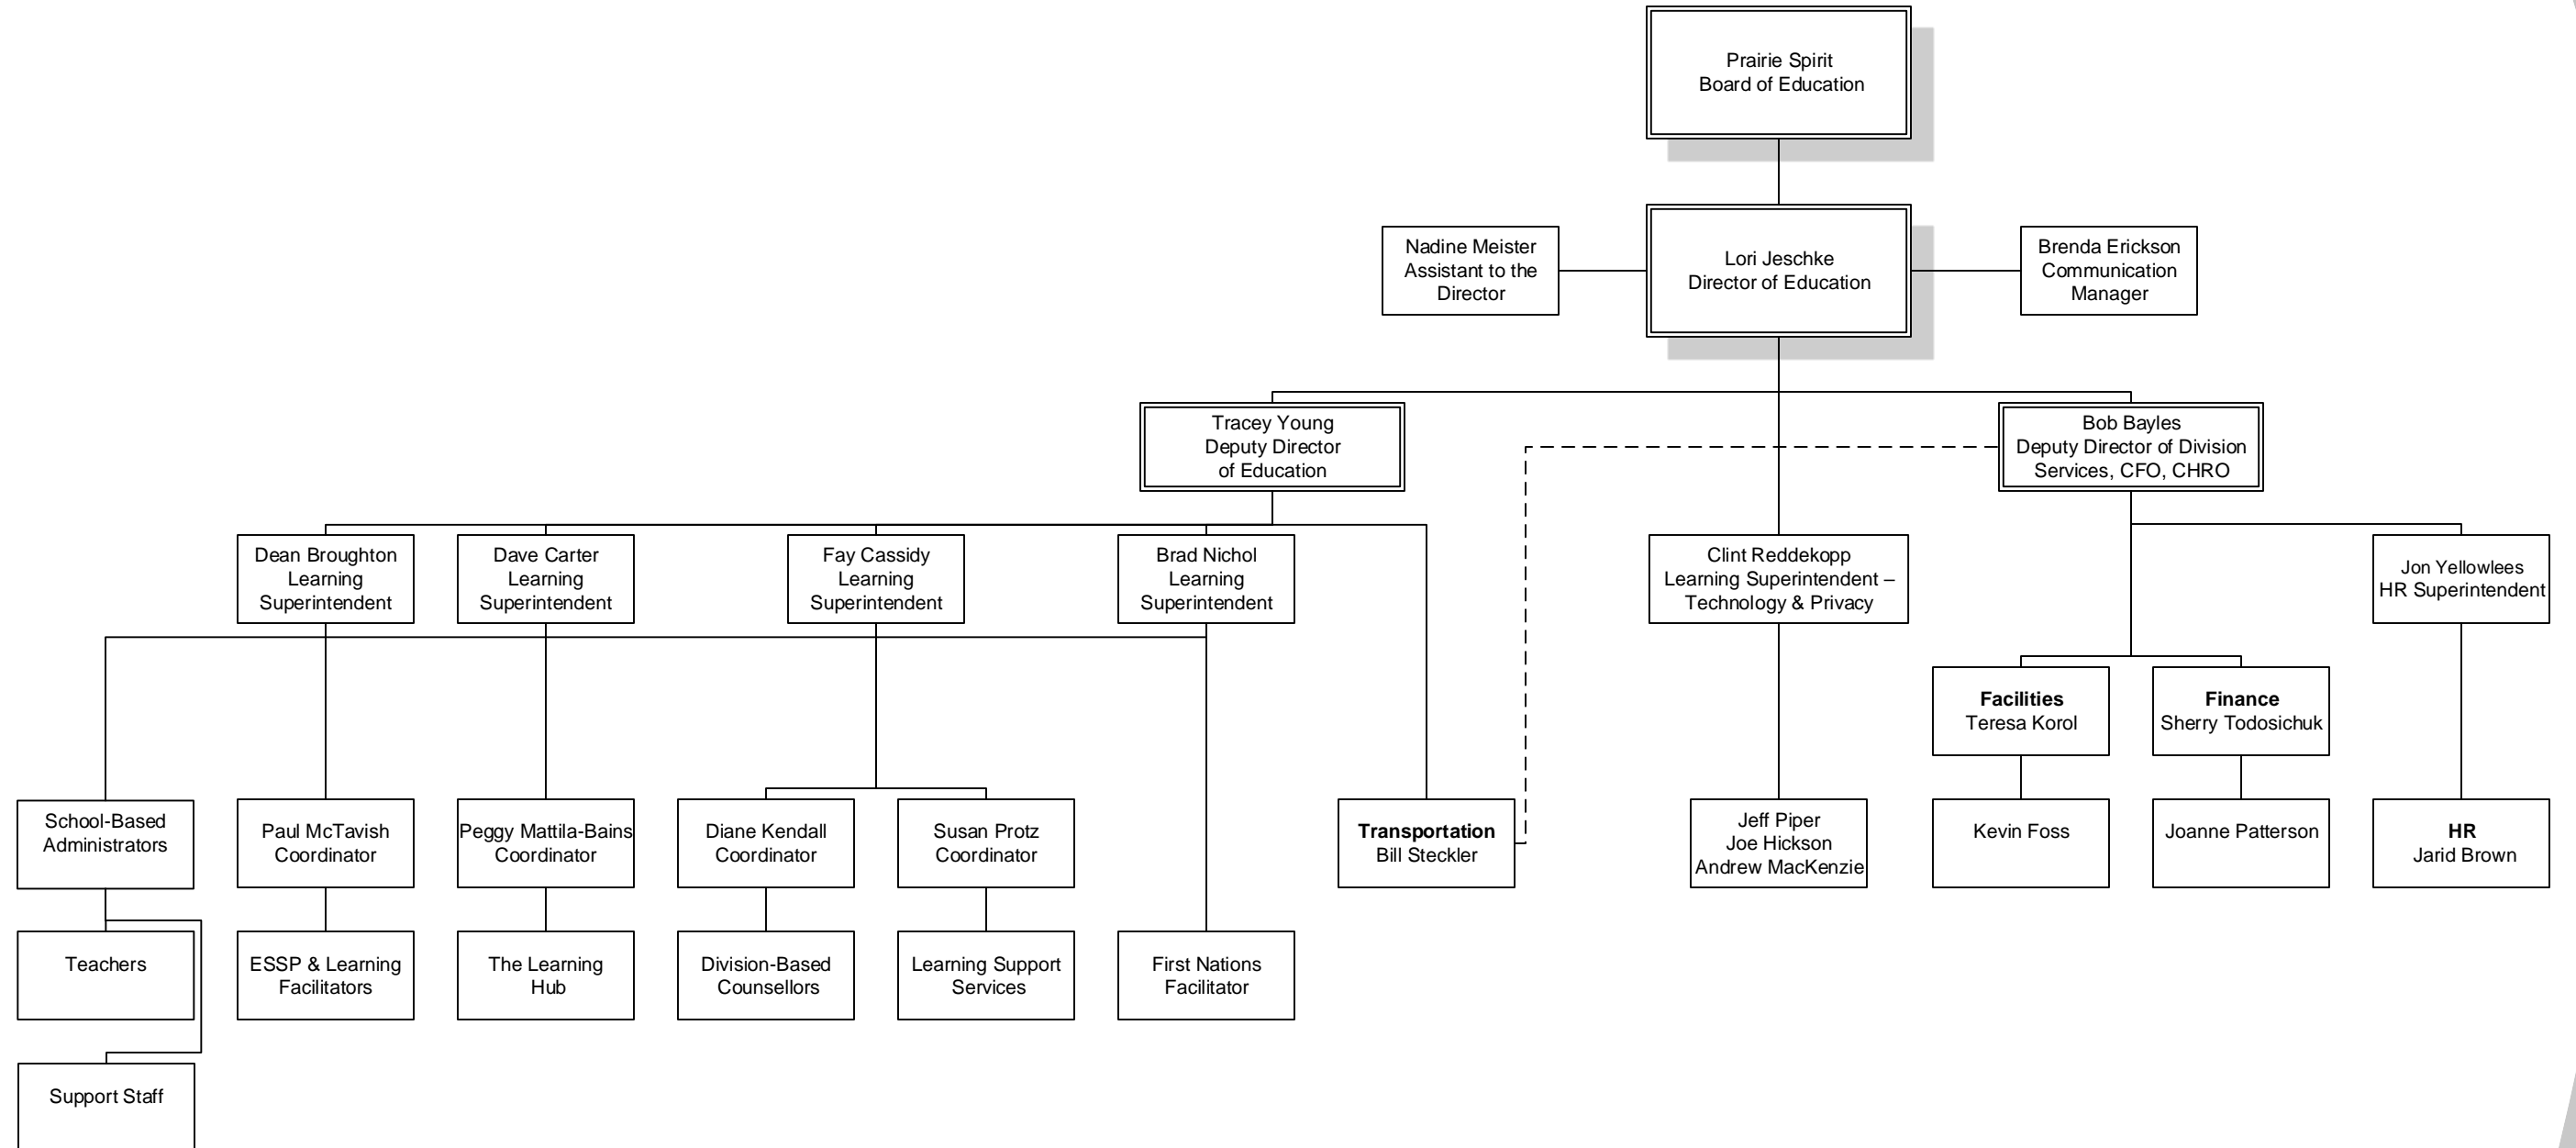 Prairie Spirit
Board of Education
Nadine Meister
Assistant to the
Director
Lori Jeschke
Director of Education
Brenda Erickson
Communication
Manager
Tracey Young
Deputy Director
of Education
Bob Bayles
Deputy Director of Division
Services, CFO, CHRO
Dean Broughton
Learning
Superintendent
Dave Carter
Learning
Superintendent
Fay Cassidy
Learning
Superintendent
Brad Nichol
Learning
Superintendent
Clint Reddekopp
Learning Superintendent –
Technology & Privacy
Jon Yellowlees
HR Superintendent
Facilities
Teresa Korol
Finance
Sherry Todosichuk
School-Based
Administrators
Paul McTavish
Coordinator
Peggy Mattila-Bains
Coordinator
Diane Kendall
Coordinator
Susan Protz
Coordinator
Transportation
Bill Steckler
Jeff Piper
Joe Hickson
Andrew MacKenzie
Kevin Foss
Joanne Patterson
HR
Jarid Brown
Teachers
ESSP & Learning
Facilitators
The Learning
Hub
Division-Based
Counsellors
Learning Support
Services
First Nations
Facilitator
Support Staff